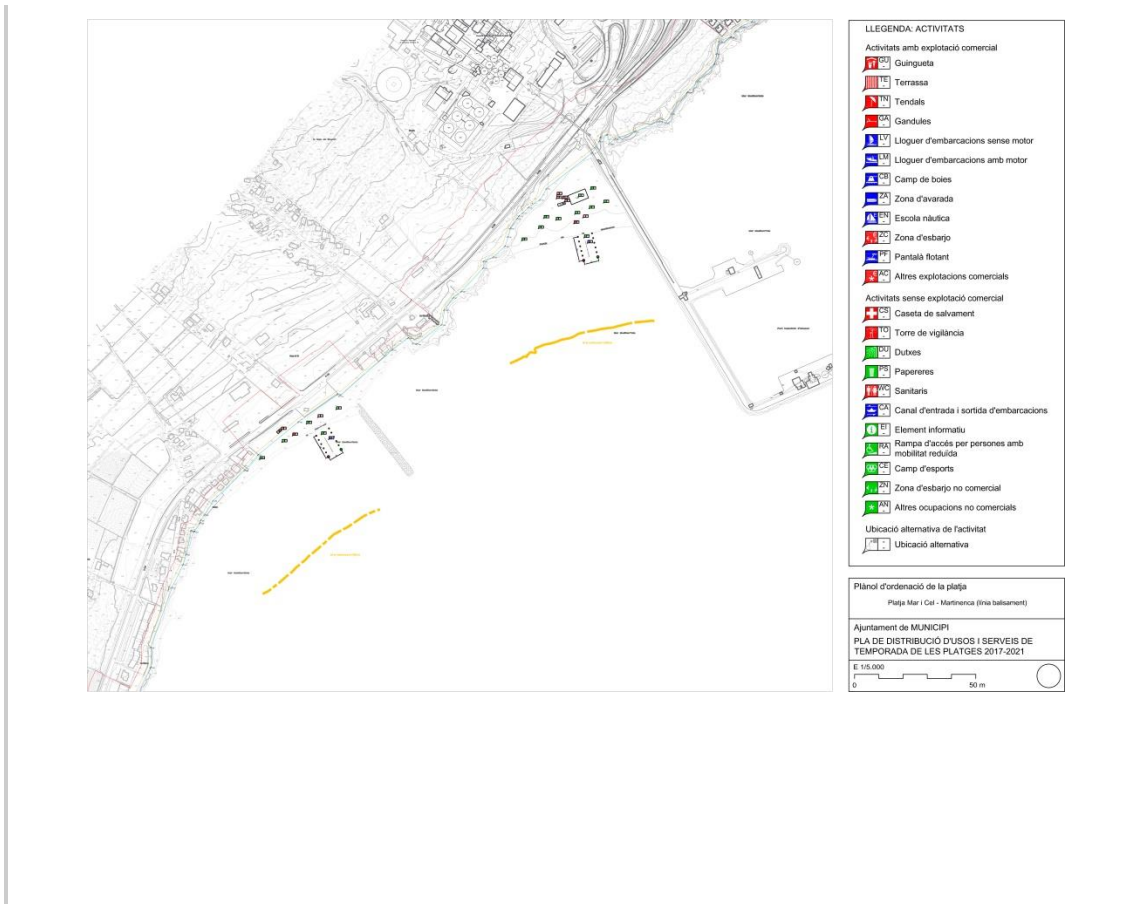 LLEGENDA: ACTIVITATS
Activitats amb explotació comercial
GU Guingueta
TE Terrassa
TN Tendals
GA Gandules
LV Lloguer d'embarcacions sense motor
LM Lloguer d'embarcacions amb motor
CB Camp de boies
ZA Zona d'avarada
EN Escola nàutica
ZC Zona d'esbarjo
PF Pantalà flotant
AC Altres explotacions comercials
Activitats sense explotació comercial
CS Caseta de salvament
TO Torre de vigilància
DU Dutxes
PS Papereres
WC Sanitaris
CA Canal d'entrada i sortida d'embarcacions
EI Element informatiu
RA Rampa d'accés per persones amb
mobilitat reduïda
CE Camp d'esports
ZN Zona d'esbarjo no comercial
AN Altres ocupacions no comercials
Ubicació alternativa de l'activitat
Ubicació alternativa
Plànol d'ordenació de la platja
Platja Mar i Cel - Martinenca (línia balisament)
Ajuntament de MUNICIPI
PLA DE DISTRIBUCIÓ D'USOS I SERVEIS DE
TEMPORADA DE LES PLATGES 2017-2021
E 1/5.000
0 50 m